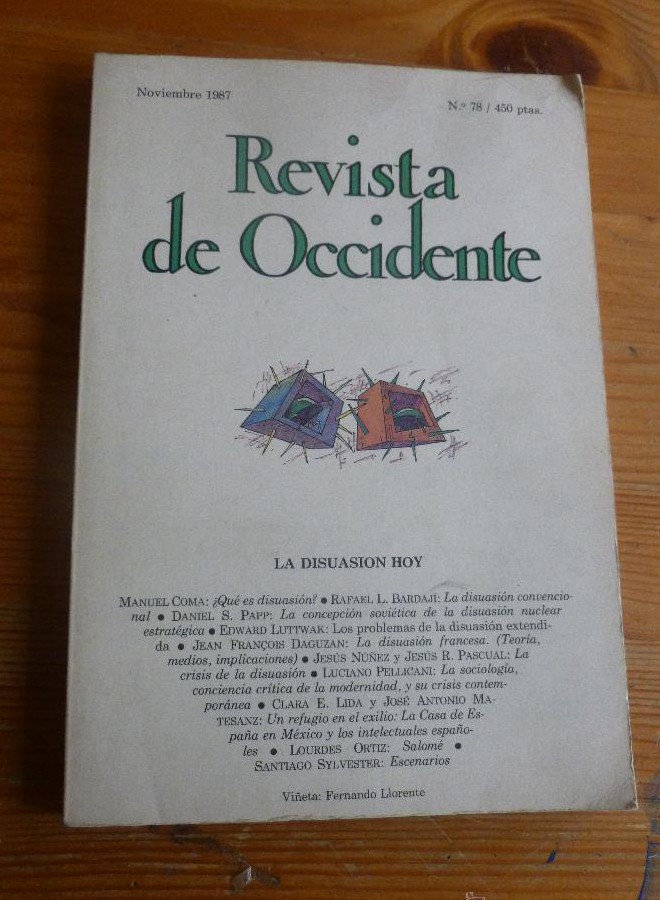 Noviembre 1987
N.º 78 / 450 ptas.
Revista
de Occidente
LA DISUASION HOY
MANUEL COMA: ¿Qué es disuasión? ● RAFAEL L. BARDAJÍ: La disuasión convencio-
nal ● DANIEL S. PAPP: La concepción soviética de la disuasión nuclear
estratégica ● EDWARD LUTTWAK: Los problemas de la disuasión extendi-
da ● JEAN FRANÇOIS DAGUZAN: La disuasión francesa. (Teoría,
medios, implicaciones) ● JESÚS NÚÑEZ y JESÚS R. PASCUAL: La
crisis de la disuasión ● LUCIANO PELLICANI: La sociología,
conciencia crítica de la modernidad, y su crisis contem-
poránea ● CLARA E. LIDA y JOSÉ ANTONIO MA-
TESANZ: Un refugio en el exilio: La Casa de Es-
paña en México y los intelectuales españo-
les ● LOURDES ORTIZ: Salomé ●
SANTIAGO SYLVESTER: Escenarios
Viñeta: Fernando Llorente